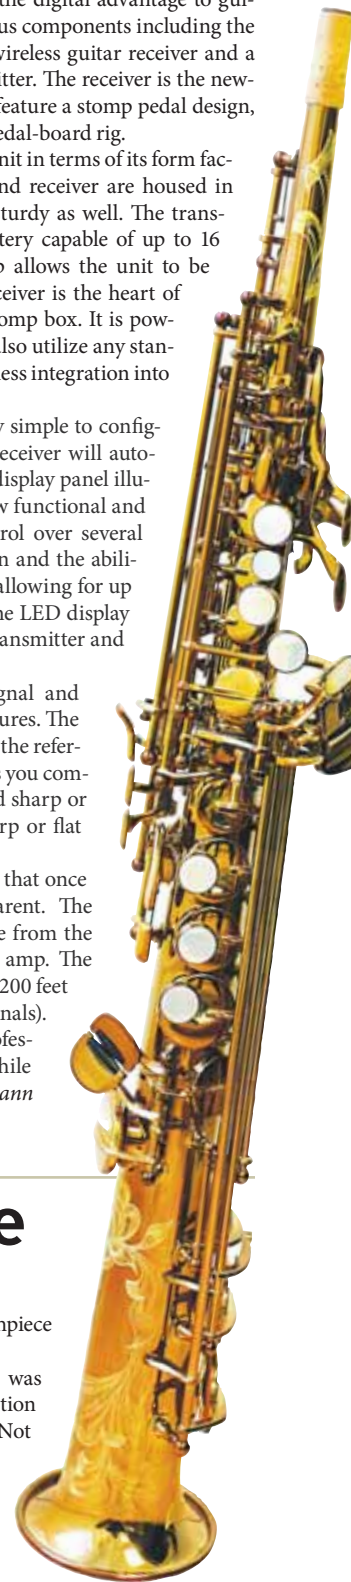 the digital advantage to gui-
us components including the
wireless guitar receiver and a
itter. The receiver is the new-
feature a stomp pedal design,
edal-board rig.
nit in terms of its form fac-
nd receiver are housed in
turdy as well. The trans-
tery capable of up to 16
p allows the unit to be
ceiver is the heart of
omp box. It is pow-
also utilize any stan-
less integration into
y simple to config-
eceiver will auto-
display panel illu-
w functional and
rol over several
n and the abili-
allowing for up
he LED display
ransmitter and
gnal and
ures. The
the refer-
s you com-
d sharp or
rp or flat
that once
arent. The
e from the
amp. The
200 feet
nals).
ofes-
hile
ann
e
hpiece
was
tion
Not